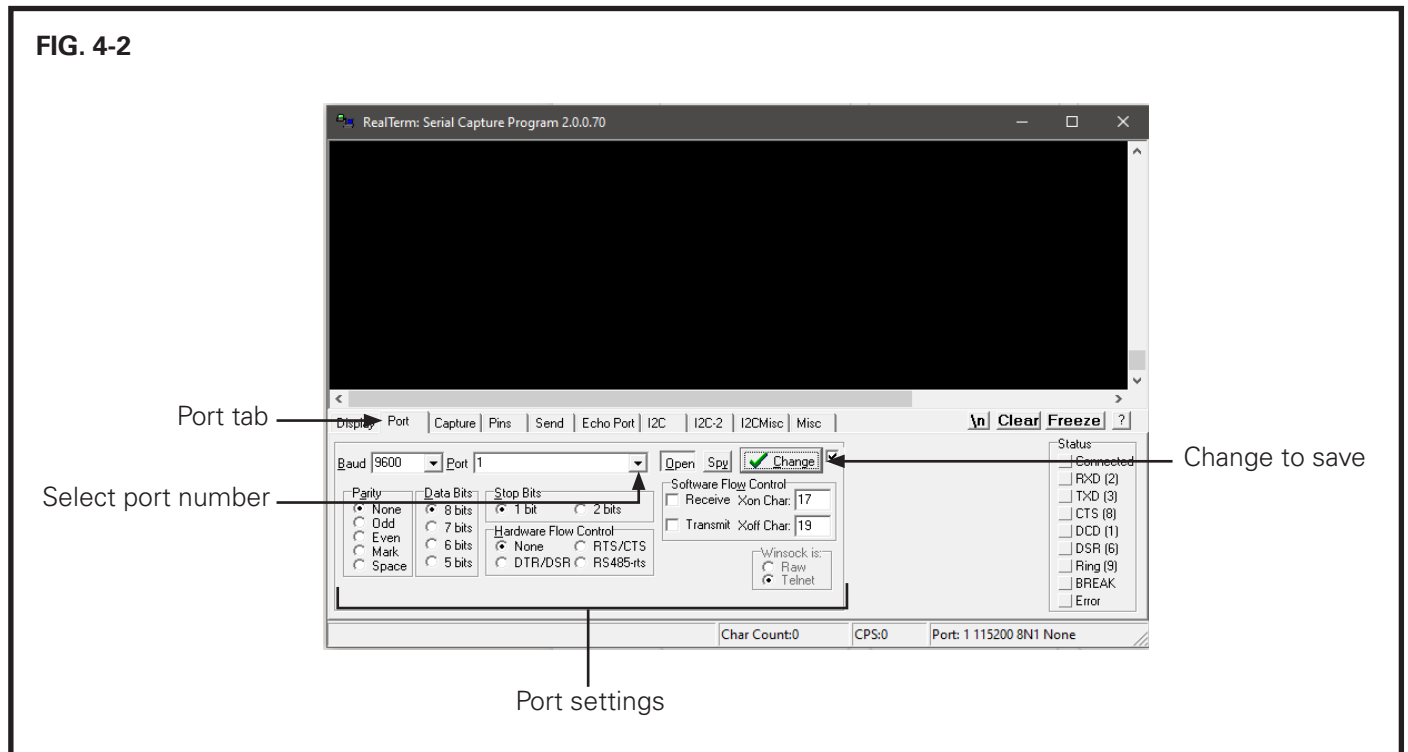 FIG. 4-2
RealTerm: Serial Capture Program 2.0.0.70
Port tab
Display Port Capture Pins Send Echo Port I2C I2C-2 I2CMisc Misc \n Clear Freeze ?
Baud 9600 Port 1 Open Spy Change
Change to save
Select port number
Parity
None
Odd
Even
Mark
Space
Data Bits
8 bits
7 bits
6 bits
5 bits
Stop Bits
1 bit 2 bits
Hardware Flow Control
None RTS/CTS
DTR/DSR RS485-rts
Software Flow Control
Receive Xon Char: 17
Transmit Xoff Char: 19
Winsock is:
Raw
Telnet
Status
Connected
RXD (2)
TXD (3)
CTS (8)
DCD (1)
DSR (6)
Ring (9)
BREAK
Error
Char Count:0 CPS:0 Port: 1 115200 8N1 None
Port settings